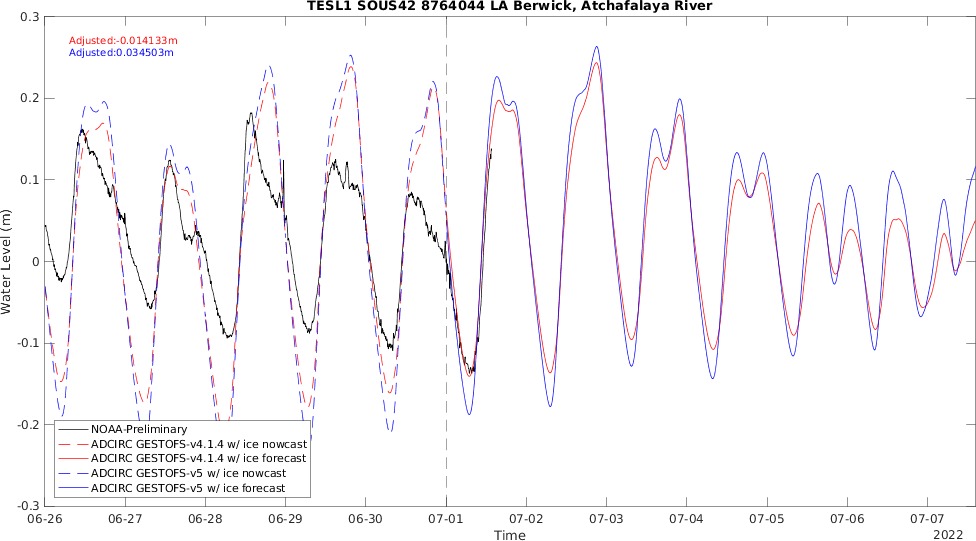 TESL1 SOUS42 8764044 LA Berwick, Atchafalaya River
Adjusted:-0.014133m
Adjusted:0.034503m
0.3
0.2
0.1
0
-0.1
-0.2
-0.3
Water Level (m)
NOAA-Preliminary
ADCIRC GESTOFS-v4.1.4 w/ ice nowcast
ADCIRC GESTOFS-v4.1.4 w/ ice forecast
ADCIRC GESTOFS-v5 w/ ice nowcast
ADCIRC GESTOFS-v5 w/ ice forecast
06-26 06-27 06-28 06-29 06-30 07-01 07-02 07-03 07-04 07-05 07-06 07-07
Time
2022